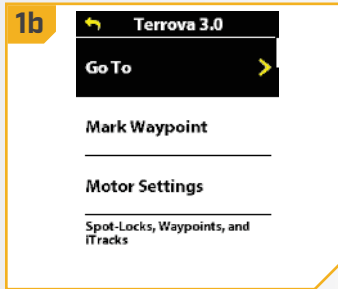 1b
Terrova 3.0
Go To
Mark Waypoint
Motor Settings
Spot-Locks, Waypoints, and
iTracks